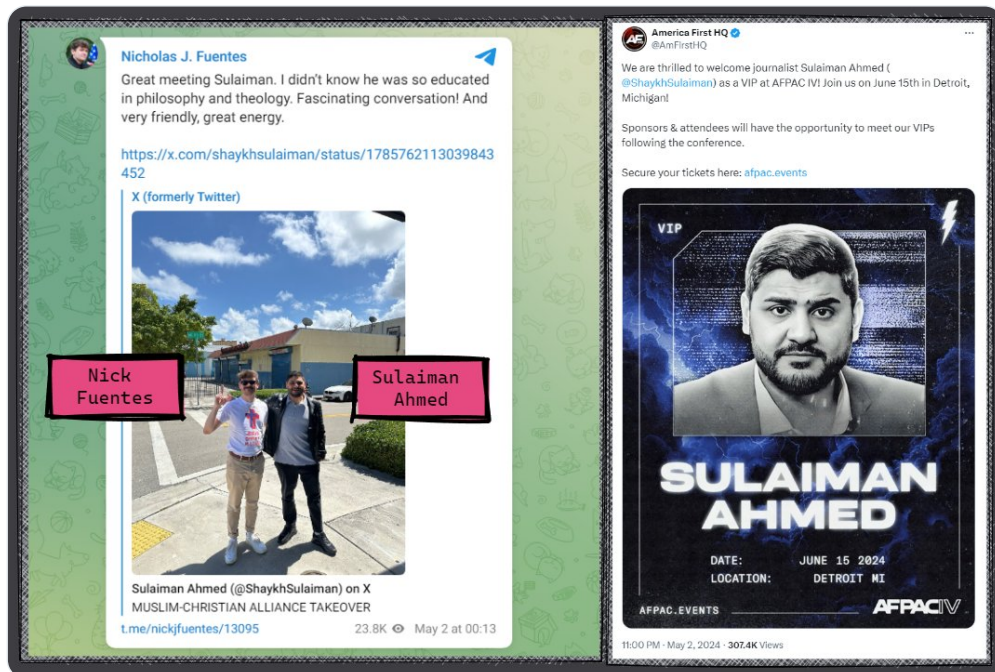 Nicholas J. Fuentes
Great meeting Sulaiman. I didn't know he was so educated
in philosophy and theology. Fascinating conversation! And
very friendly, great energy.
https://x.com/shaykhsulaiman/status/1785762113039843
452
X (formerly Twitter)
Nick
Fuentes
Sulaiman
Ahmed
Sulaiman Ahmed (@ShaykhSulaiman) on X
MUSLIM-CHRISTIAN ALLIANCE TAKEOVER
t.me/nickjfuentes/13095
23.8K
May 2 at 00:13
AF
America First HQ
@AmFirstHQ
We are thrilled to welcome journalist Sulaiman Ahmed (
@ShaykhSulaiman) as a VIP at AFPAC IV! Join us on June 15th in Detroit,
Michigan!
Sponsors & attendees will have the opportunity to meet our VIPs
following the conference.
Secure your tickets here: afpac.events
VIP
SULAIMAN
AHMED
DATE: JUNE 15 2024
LOCATION: DETROIT MI
AFPAC.EVENTS
AFPACIV
11:00 PM · May 2, 2024 · 307.4K Views